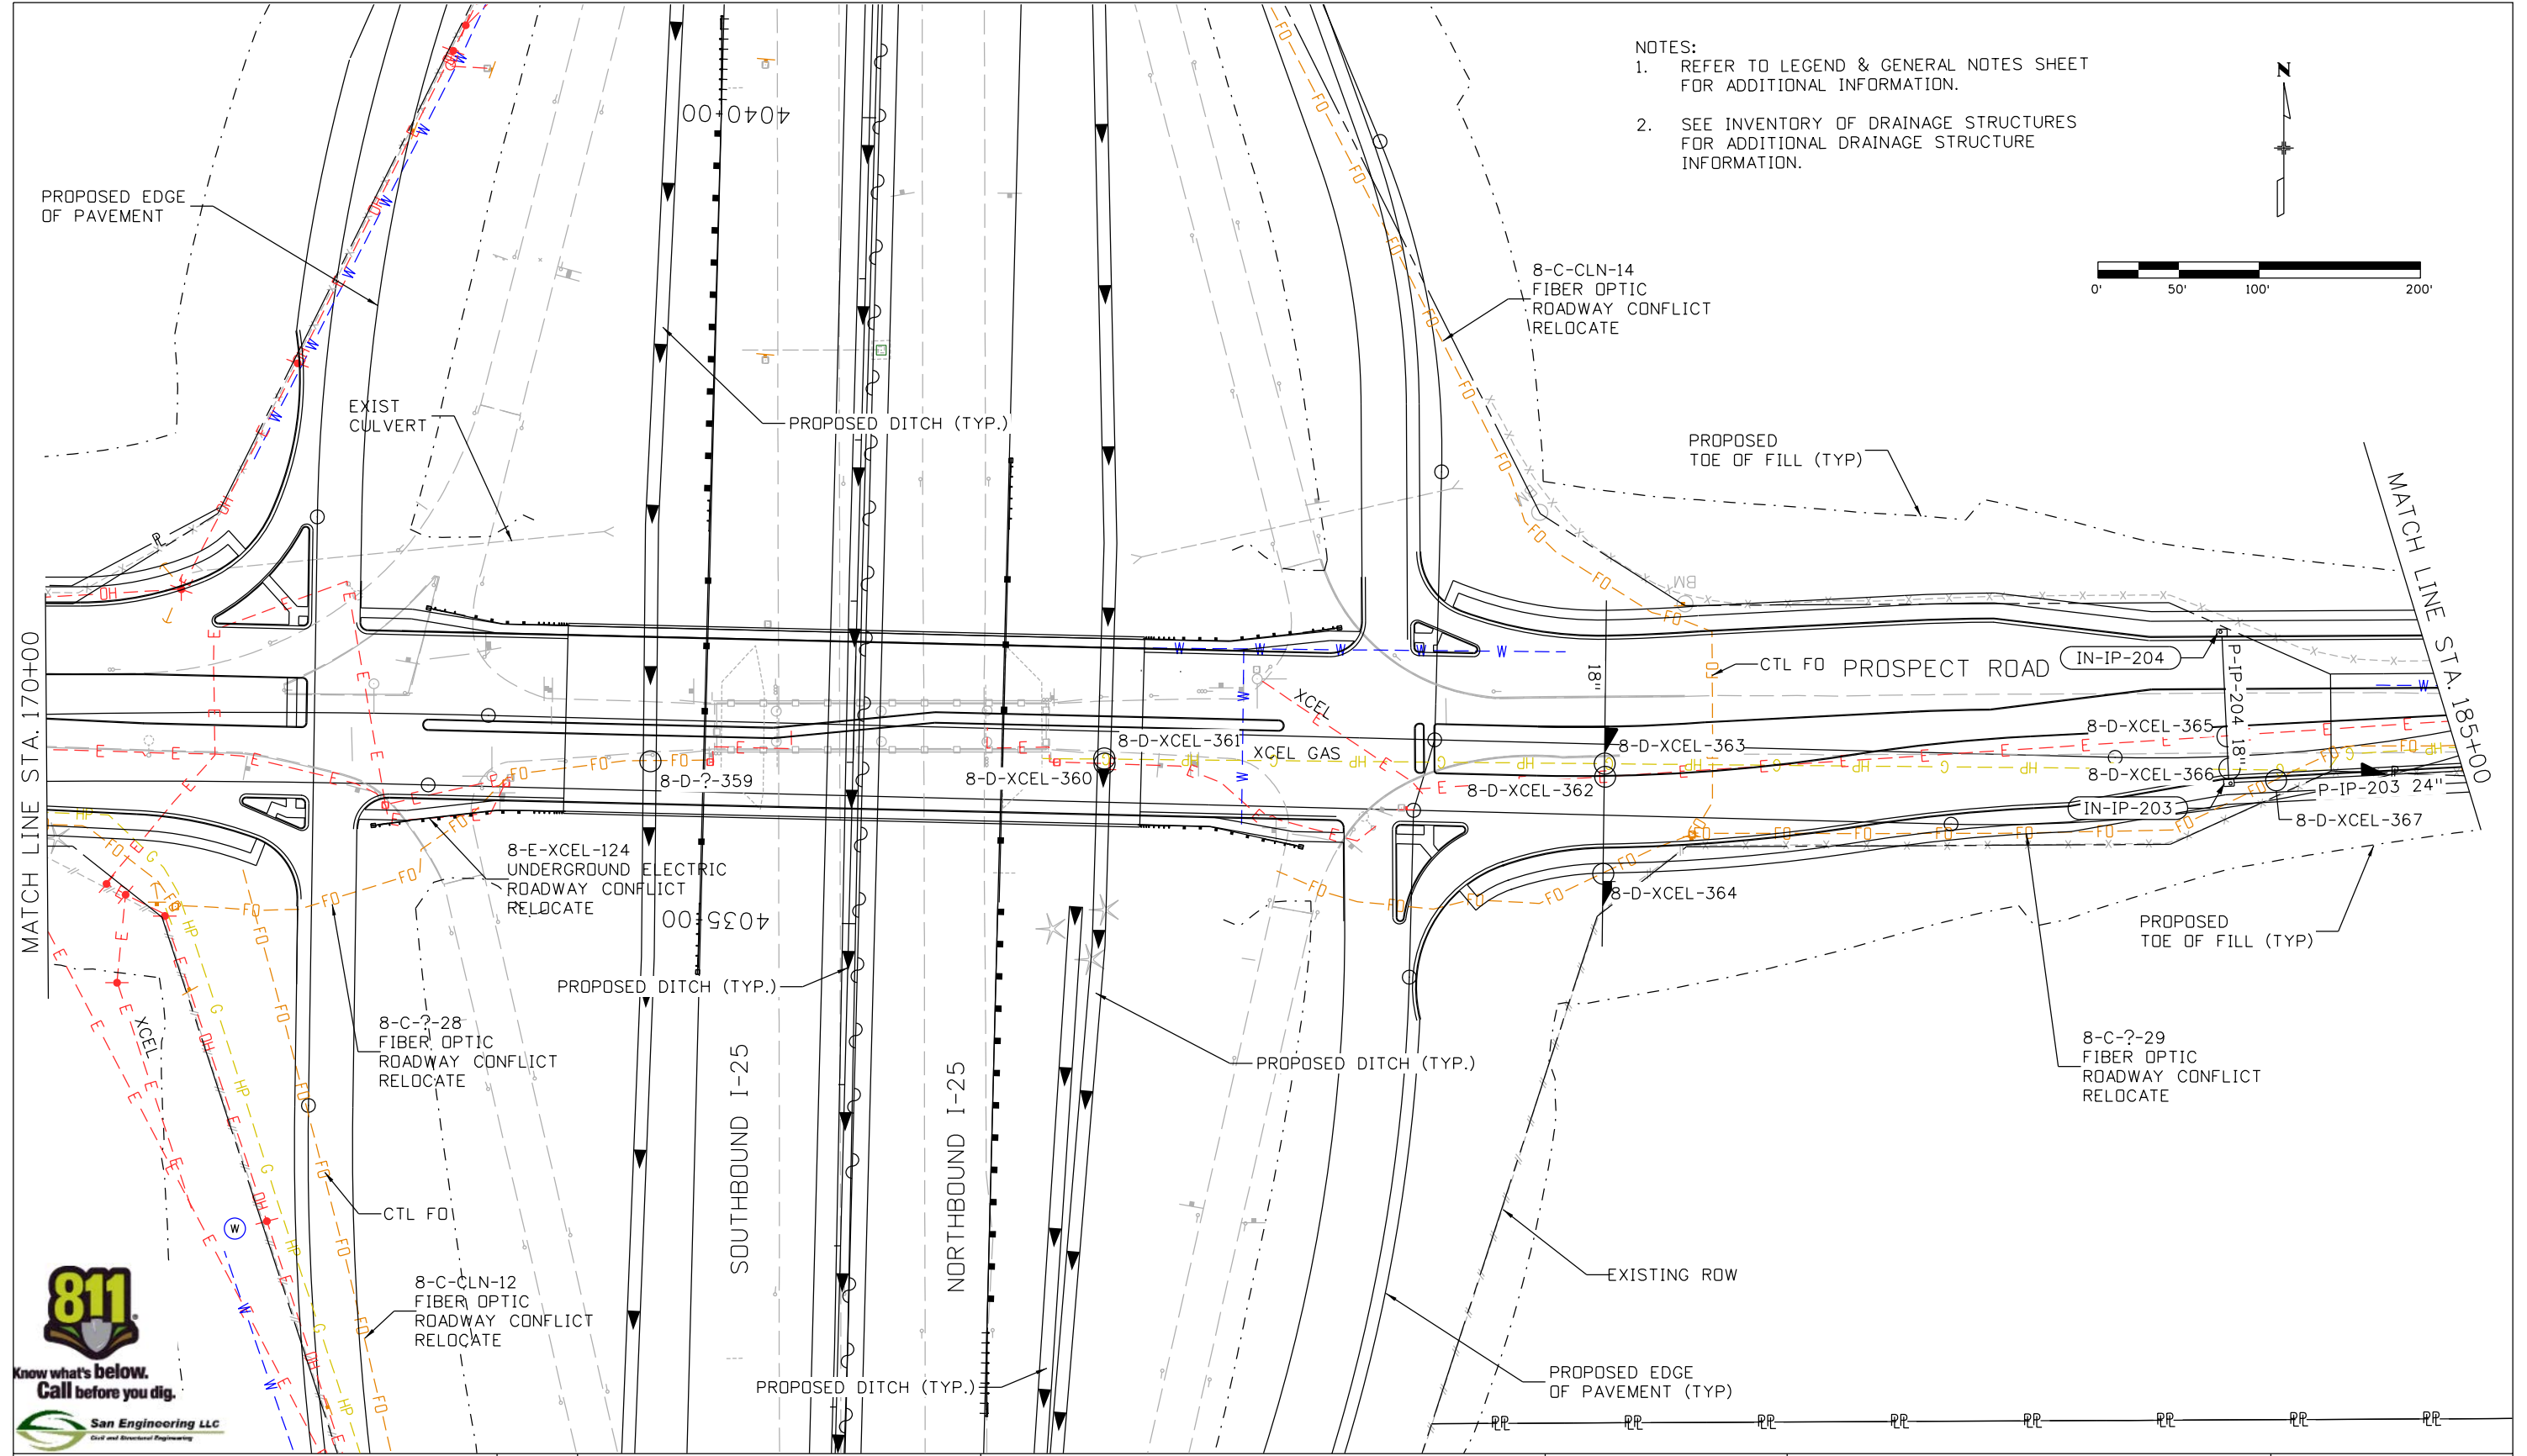 NOTES:
1. REFER TO LEGEND & GENERAL NOTES SHEET
FOR ADDITIONAL INFORMATION.
2. SEE INVENTORY OF DRAINAGE STRUCTURES
FOR ADDITIONAL DRAINAGE STRUCTURE
INFORMATION.
N
0' 50' 100' 200'
4040+00
PROPOSED EDGE
OF PAVEMENT
8-C-CLN-14
FIBER OPTIC
ROADWAY CONFLICT
RELOCATE
EXIST
CULVERT
PROPOSED DITCH (TYP.)
PROPOSED
TOE OF FILL (TYP)
MATCH LINE STA. 185+00
MATCH LINE STA. 170+00
BM
BM
18"
CTL FO
PROSPECT ROAD
IN-IP-204
P-IP-204 18"
XCEL
XCEL GAS
8-D-XCEL-361
8-D-XCEL-363
8-D-XCEL-365
8-D-?-359
8-D-XCEL-360
8-D-XCEL-362
8-D-XCEL-366
IN-IP-203
P-IP-203 24"
8-D-XCEL-367
8-E-XCEL-124
UNDERGROUND ELECTRIC
ROADWAY CONFLICT
RELOCATE
8-D-XCEL-364
4035+00
PROPOSED
TOE OF FILL (TYP)
PROPOSED DITCH (TYP.)
XCEL
8-C-?-28
FIBER OPTIC
ROADWAY CONFLICT
RELOCATE
SOUTHBOUND I-25
NORTHBOUND I-25
PROPOSED DITCH (TYP.)
8-C-?-29
FIBER OPTIC
ROADWAY CONFLICT
RELOCATE
CTL FO
W
EXISTING ROW
8-C-CLN-12
FIBER OPTIC
ROADWAY CONFLICT
RELOCATE
PROPOSED DITCH (TYP.)
PROPOSED EDGE
OF PAVEMENT (TYP)
811
Know what's below.
Call before you dig.
San Engineering LLC
Civil and Structural Engineering